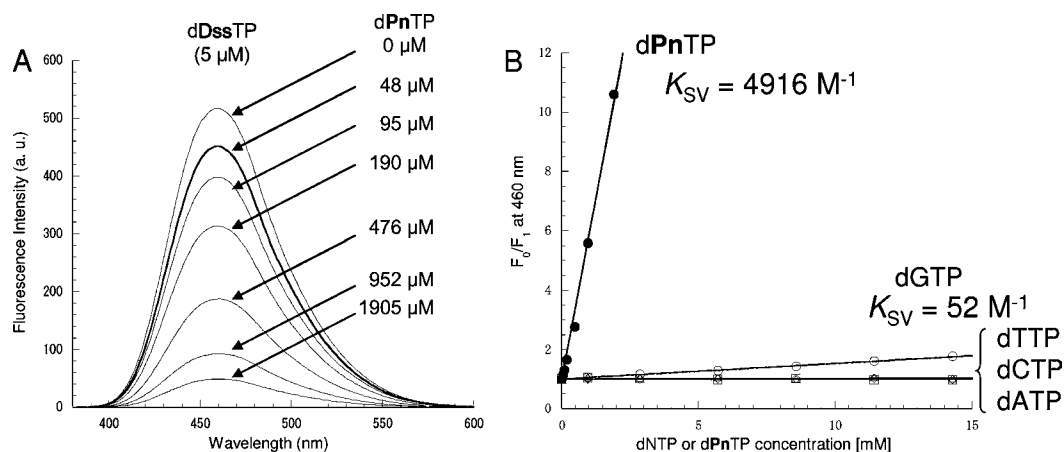 A
dDssTP
(5 µM)
dPnTP
0 µM
48 µM
95 µM
190 µM
476 µM
952 µM
1905 µM
Fluorescence Intensity (a. u.)
600
500
400
300
200
100
0
400
450
500
550
600
Wavelength (nm)
B
dPnTP
KSV = 4916 M-1
dGTP
KSV = 52 M-1
dTTP
dCTP
dATP
F0/F1 at 460 nm
12
10
8
6
4
2
0
0
5
10
15
dNTP or dPnTP concentration [mM]